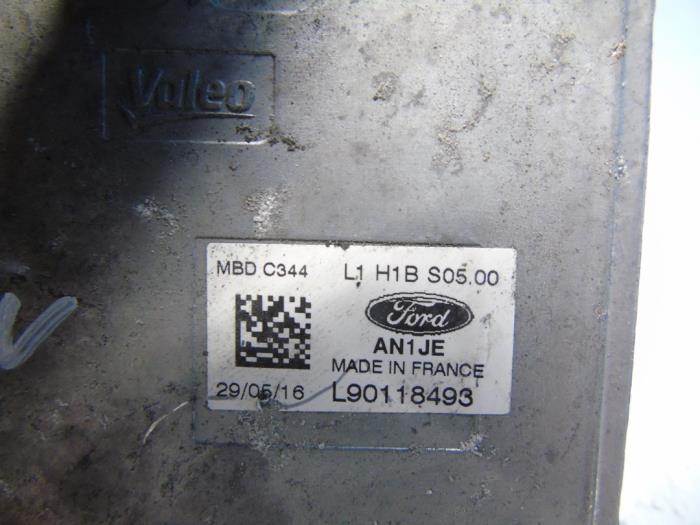 Valeo
MBD C344 L1 H1B S05.00
Ford
AN1JE
MADE IN FRANCE
29/05/16 L90118493